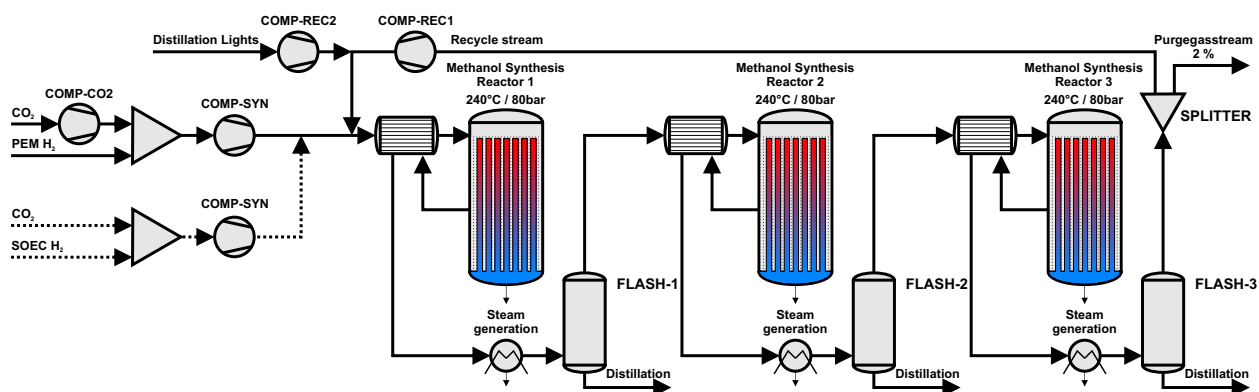 COMP-REC2
COMP-REC1
Distillation Lights
Recycle stream
Purgegasstream
2 %
Methanol Synthesis
Reactor 1
240°C / 80bar
Methanol Synthesis
Reactor 2
240°C / 80bar
Methanol Synthesis
Reactor 3
240°C / 80bar
COMP-CO2
COMP-SYN
CO₂
PEM H₂
SPLITTER
COMP-SYN
CO₂
SOEC H₂
FLASH-1
FLASH-2
FLASH-3
Steam
generation
Steam
generation
Steam
generation
Distillation
Distillation
Distillation